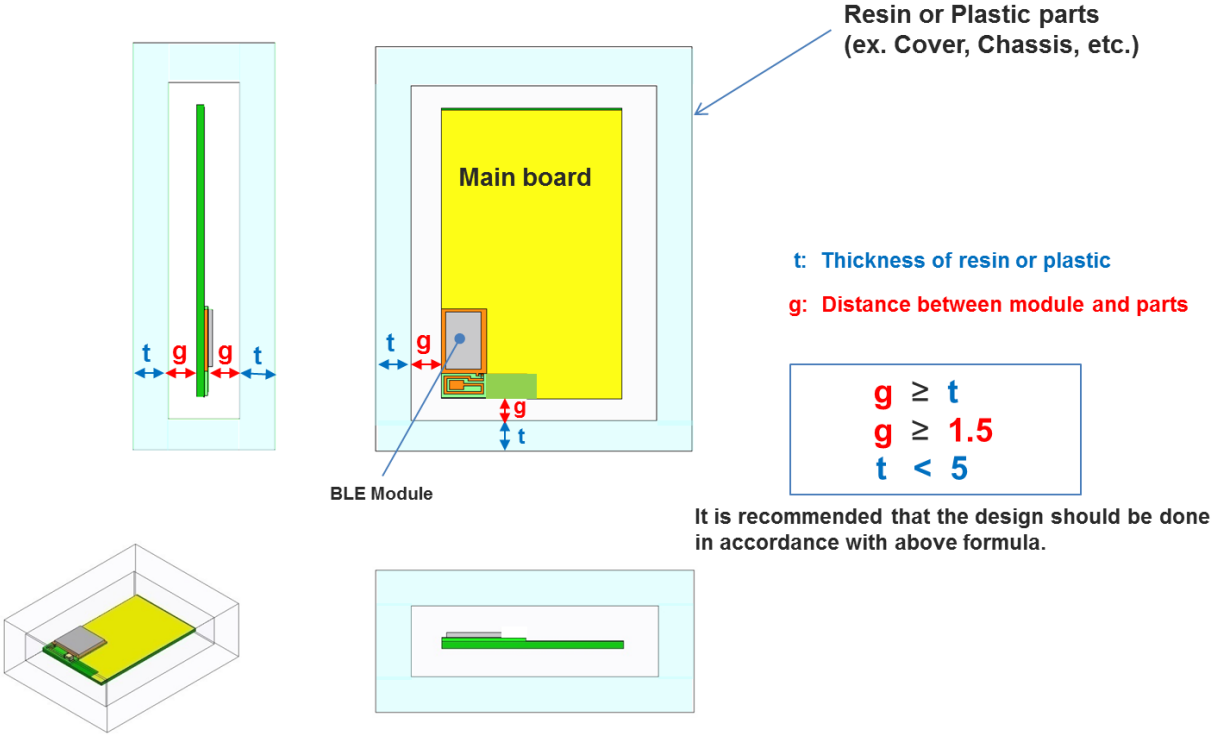 Resin or Plastic parts
(ex. Cover, Chassis, etc.)
Main board
t: Thickness of resin or plastic
g: Distance between module and parts
t g g t
t g
g
t
g ≥ t
g ≥ 1.5
t < 5
BLE Module
It is recommended that the design should be done
in accordance with above formula.